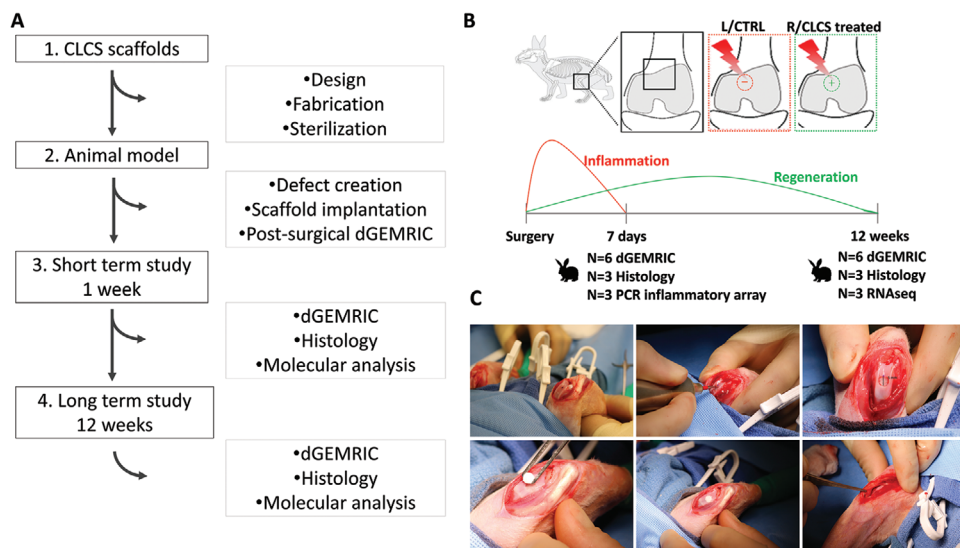 A
1. CLCS scaffolds
•Design
•Fabrication
•Sterilization
2. Animal model
•Defect creation
•Scaffold implantation
•Post-surgical dGEMRIC
3. Short term study
1 week
•dGEMRIC
•Histology
•Molecular analysis
4. Long term study
12 weeks
•dGEMRIC
•Histology
•Molecular analysis
B
L/CTRL
R/CLCS treated
−
+
Inflammation
Regeneration
Surgery
7 days
12 weeks
N=6 dGEMRIC
N=3 Histology
N=3 PCR inflammatory array
N=6 dGEMRIC
N=3 Histology
N=3 RNAseq
C